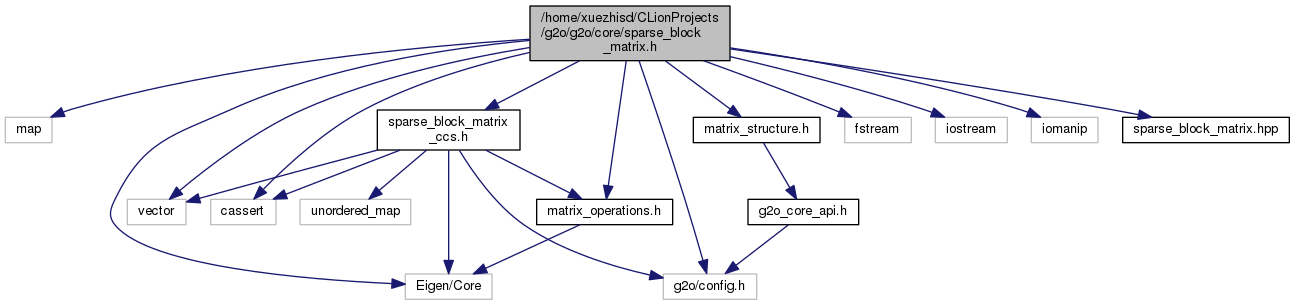 /home/xuezhisd/CLionProjects
/g2o/g2o/core/sparse_block
_matrix.h
map
sparse_block_matrix
_ccs.h
matrix_structure.h
fstream
iostream
iomanip
sparse_block_matrix.hpp
vector
cassert
unordered_map
matrix_operations.h
g2o_core_api.h
Eigen/Core
g2o/config.h